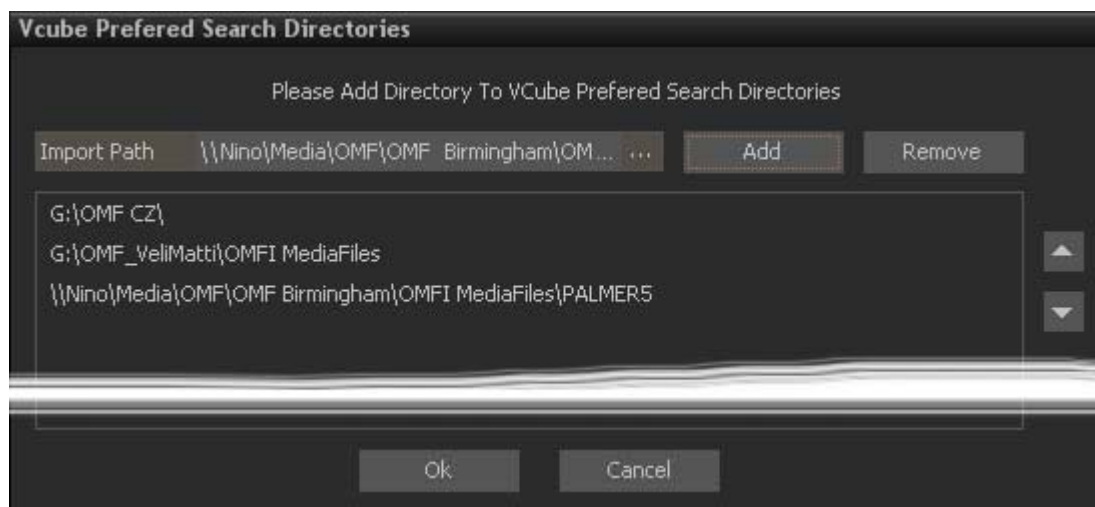 Vcube Prefered Search Directories
Please Add Directory To VCube Prefered Search Directories
Import Path \\Nino\Media\OMF\OMF Birmingham\OM... ... Add Remove
G:\OMF CZ\
G:\OMF_VeliMatti\OMFI MediaFiles
\\Nino\Media\OMF\OMF Birmingham\OMFI MediaFiles\PALMER5
Ok Cancel